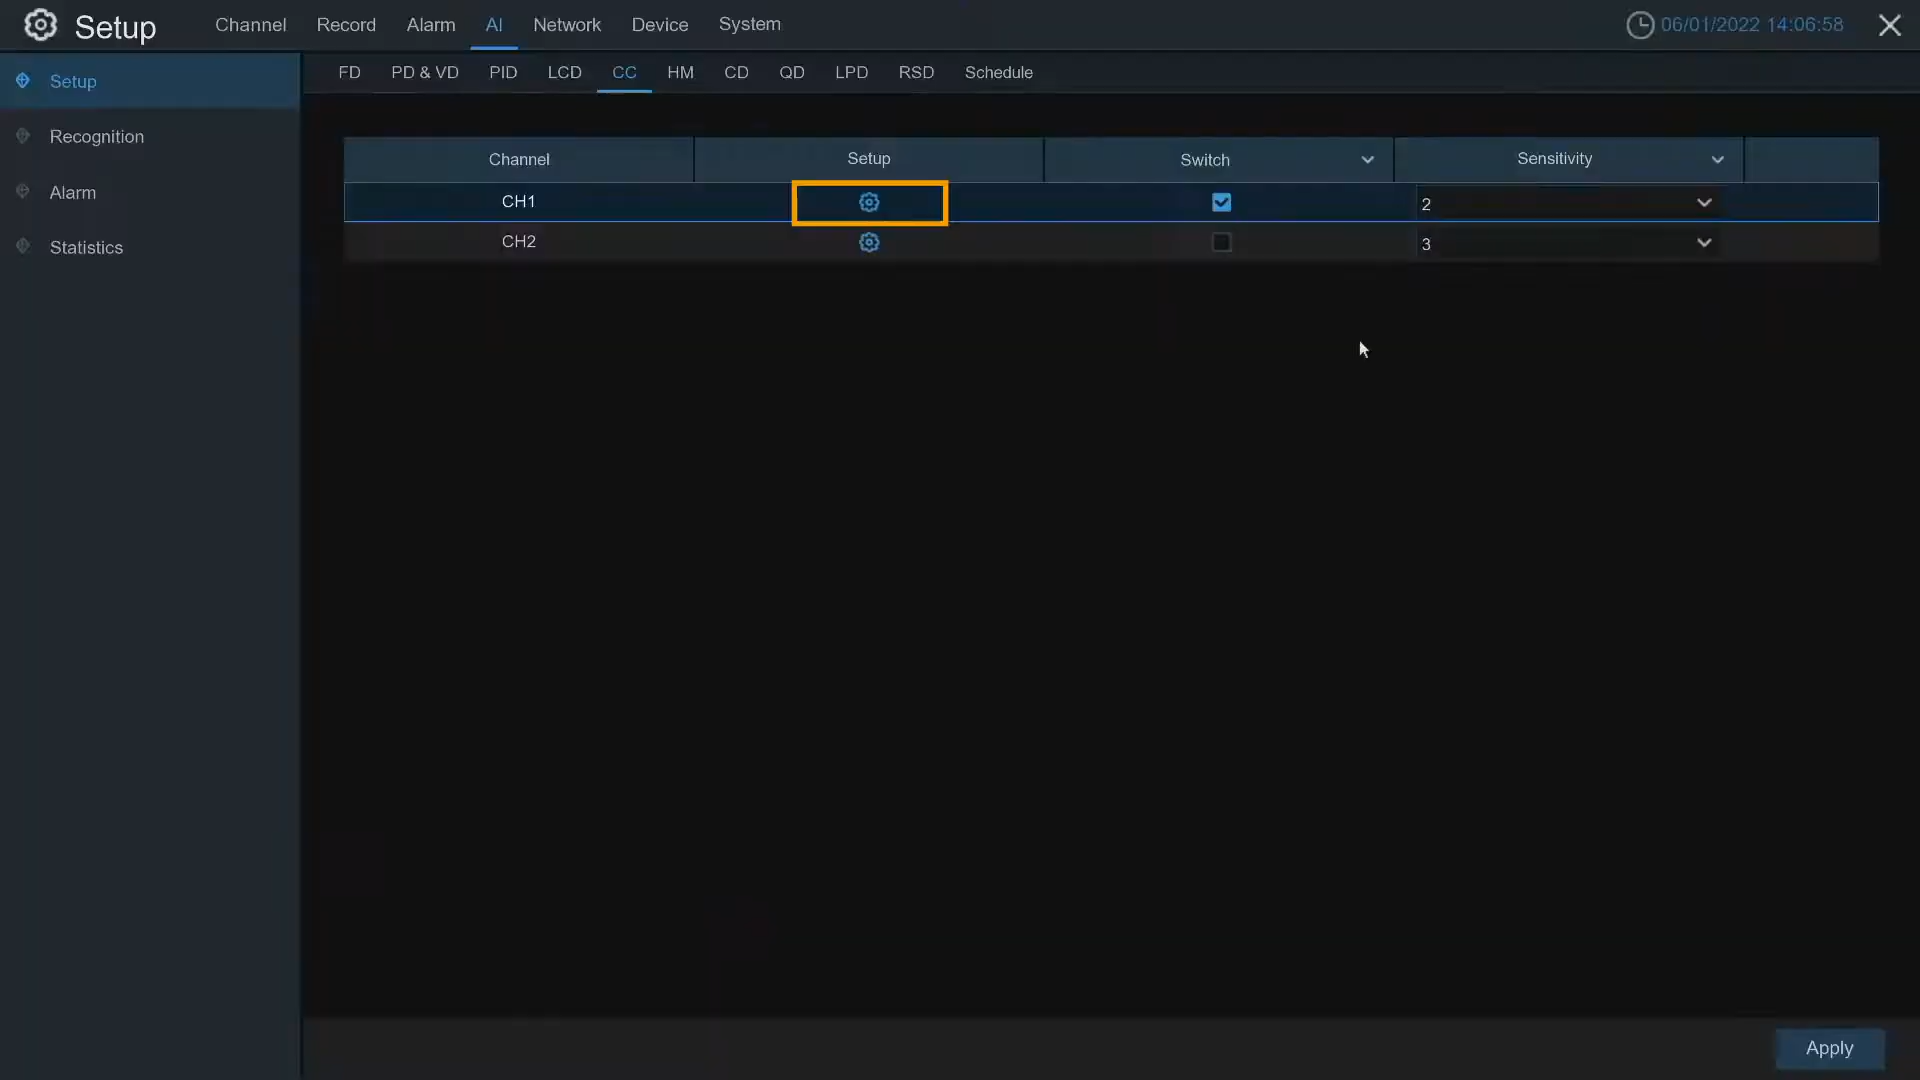 Setup Channel Record Alarm AI Network Device System 06/01/2022 14:06:58
Setup FD PD & VD PID LCD CC HM CD QD LPD RSD Schedule
Recognition
Alarm
Statistics
Channel Setup Switch Sensitivity
CH1 2
CH2 3
Apply